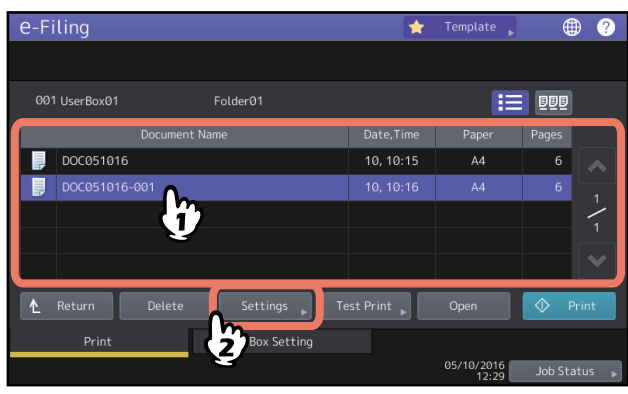 e-Filing
Template
?
001 UserBox01 Folder01
Document Name Date,Time Paper Pages
DOC051016 10, 10:15 A4 6
DOC051016-001 10, 10:16 A4 6
1
1
1
Return Delete Settings Test Print Open Print
2
Print Box Setting
05/10/2016
12:29
Job Status